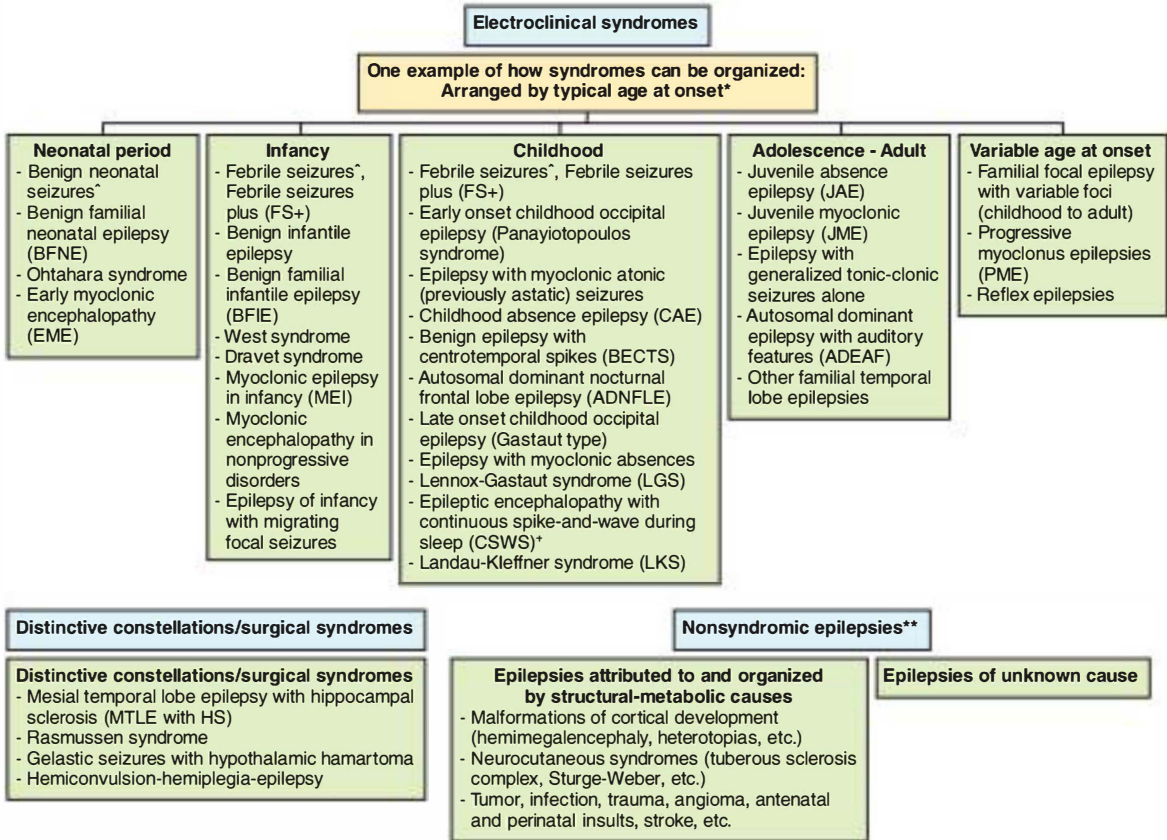 Electroclinical syndromes
One example of how syndromes can be organized:
Arranged by typical age at onset*
Neonatal period
- Benign neonatal
seizures^
- Benign familial
neonatal epilepsy
(BFNE)
- Ohtahara syndrome
- Early myoclonic
encephalopathy
(EME)
Infancy
- Febrile seizures^,
Febrile seizures
plus (FS+)
- Benign infantile
epilepsy
- Benign familial
infantile epilepsy
(BFIE)
- West syndrome
- Dravet syndrome
- Myoclonic epilepsy
in infancy (MEI)
- Myoclonic
encephalopathy in
nonprogressive
disorders
- Epilepsy of infancy
with migrating
focal seizures
Childhood
- Febrile seizures^, Febrile seizures
plus (FS+)
- Early onset childhood occipital
epilepsy (Panayiotopoulos
syndrome)
- Epilepsy with myoclonic atonic
(previously astatic) seizures
- Childhood absence epilepsy (CAE)
- Benign epilepsy with
centrotemporal spikes (BECTS)
- Autosomal dominant nocturnal
frontal lobe epilepsy (ADNFLE)
- Late onset childhood occipital
epilepsy (Gastaut type)
- Epilepsy with myoclonic absences
- Lennox-Gastaut syndrome (LGS)
- Epileptic encephalopathy with
continuous spike-and-wave during
sleep (CSWS)+
- Landau-Kleffner syndrome (LKS)
Adolescence - Adult
- Juvenile absence
epilepsy (JAE)
- Juvenile myoclonic
epilepsy (JME)
- Epilepsy with
generalized tonic-clonic
seizures alone
- Autosomal dominant
epilepsy with auditory
features (ADEAF)
- Other familial temporal
lobe epilepsies
Variable age at onset
- Familial focal epilepsy
with variable foci
(childhood to adult)
- Progressive
myoclonus epilepsies
(PME)
- Reflex epilepsies
Distinctive constellations/surgical syndromes
Distinctive constellations/surgical syndromes
- Mesial temporal lobe epilepsy with hippocampal
sclerosis (MTLE with HS)
- Rasmussen syndrome
- Gelastic seizures with hypothalamic hamartoma
- Hemiconvulsion-hemiplegia-epilepsy
Nonsyndromic epilepsies**
Epilepsies attributed to and organized
by structural-metabolic causes
- Malformations of cortical development
(hemimegalencephaly, heterotopias, etc.)
- Neurocutaneous syndromes (tuberous sclerosis
complex, Sturge-Weber, etc.)
- Tumor, infection, trauma, angioma, antenatal
and perinatal insults, stroke, etc.
Epilepsies of unknown cause